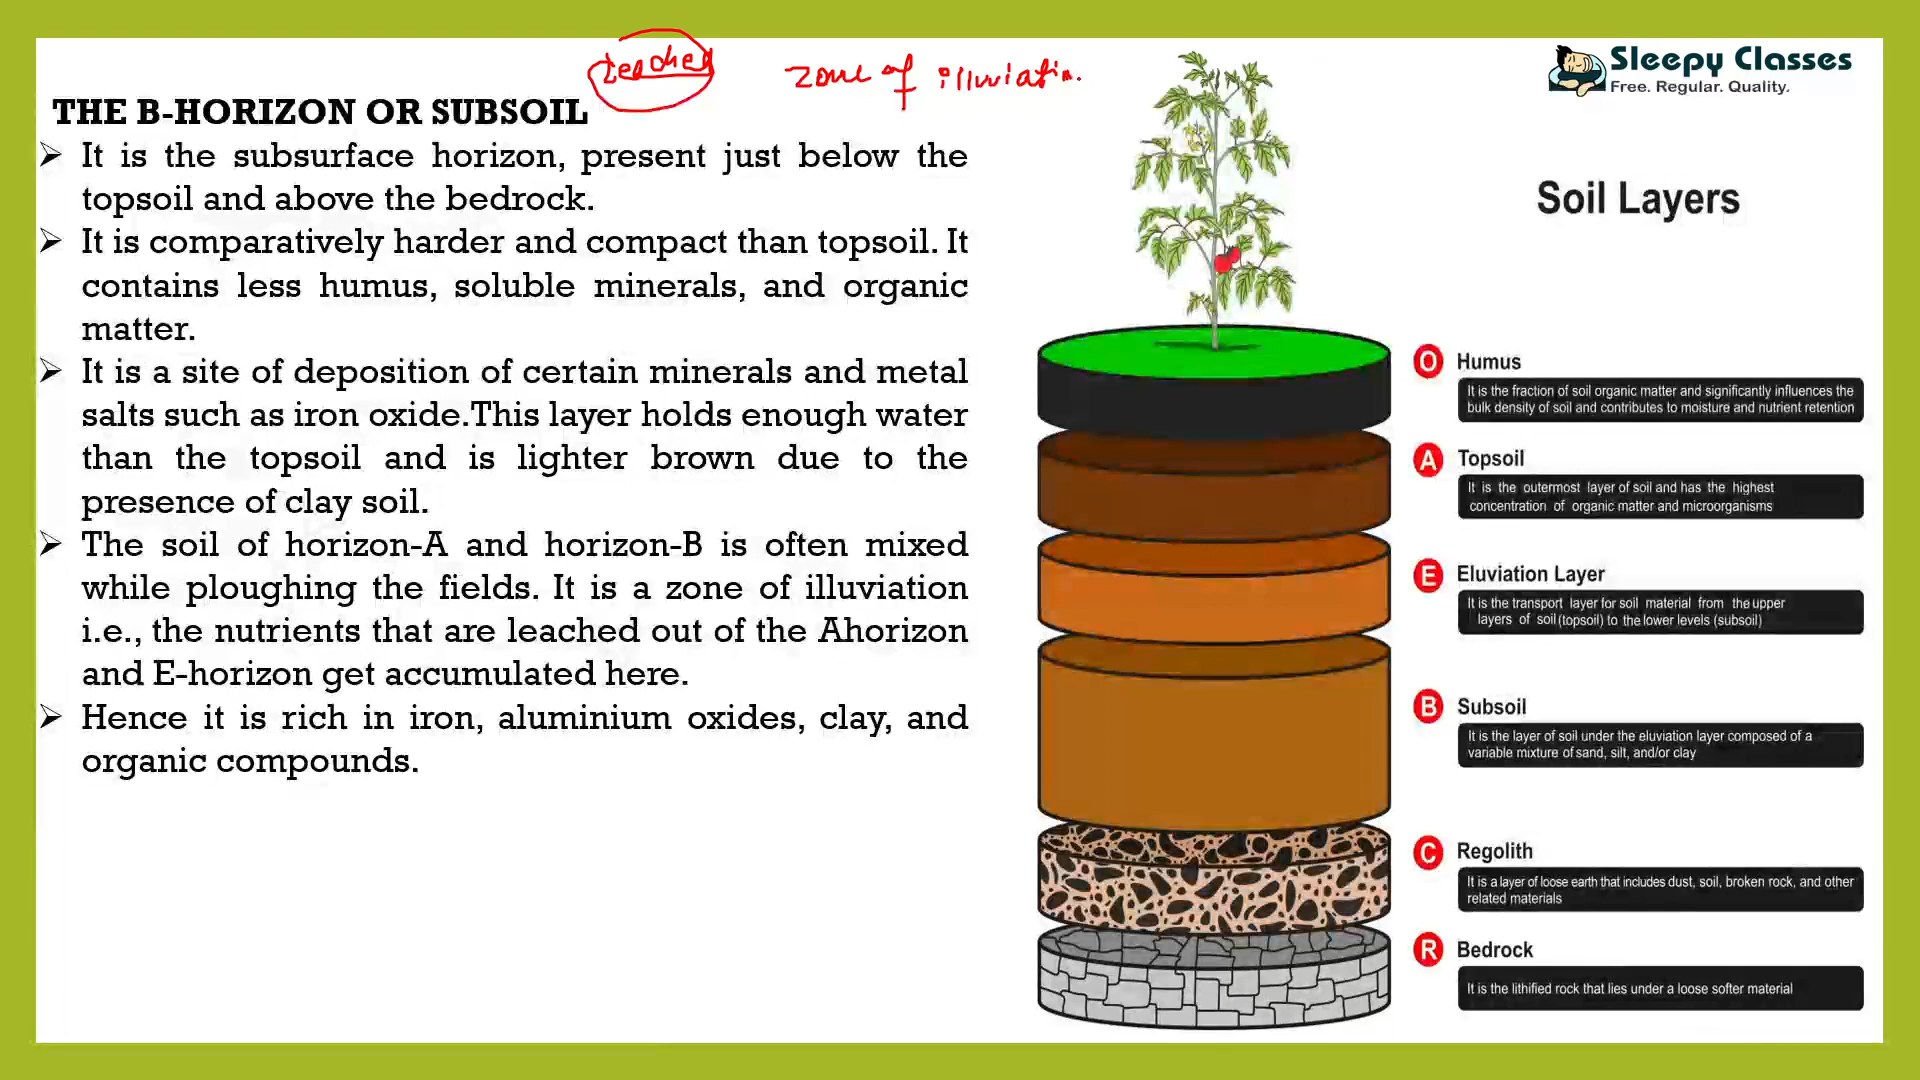 leached
zone of illuviation.
Sleepy Classes
Free. Regular. Quality.
THE B-HORIZON OR SUBSOIL
➢ It is the subsurface horizon, present just below the
topsoil and above the bedrock.
➢ It is comparatively harder and compact than topsoil. It
contains less humus, soluble minerals, and organic
matter.
➢ It is a site of deposition of certain minerals and metal
salts such as iron oxide.This layer holds enough water
than the topsoil and is lighter brown due to the
presence of clay soil.
➢ The soil of horizon-A and horizon-B is often mixed
while ploughing the fields. It is a zone of illuviation
i.e., the nutrients that are leached out of the Ahorizon
and E-horizon get accumulated here.
➢ Hence it is rich in iron, aluminium oxides, clay, and
organic compounds.
Soil Layers
O Humus
It is the fraction of soil organic matter and significantly influences the
bulk density of soil and contributes to moisture and nutrient retention
A Topsoil
It is the outermost layer of soil and has the highest
concentration of organic matter and microorganisms
E Eluviation Layer
It is the transport layer for soil material from the upper
layers of soil (topsoil) to the lower levels (subsoil)
B Subsoil
It is the layer of soil under the eluviation layer composed of a
variable mixture of sand, silt, and/or clay
C Regolith
It is a layer of loose earth that includes dust, soil, broken rock, and other
related materials
R Bedrock
It is the lithified rock that lies under a loose softer material